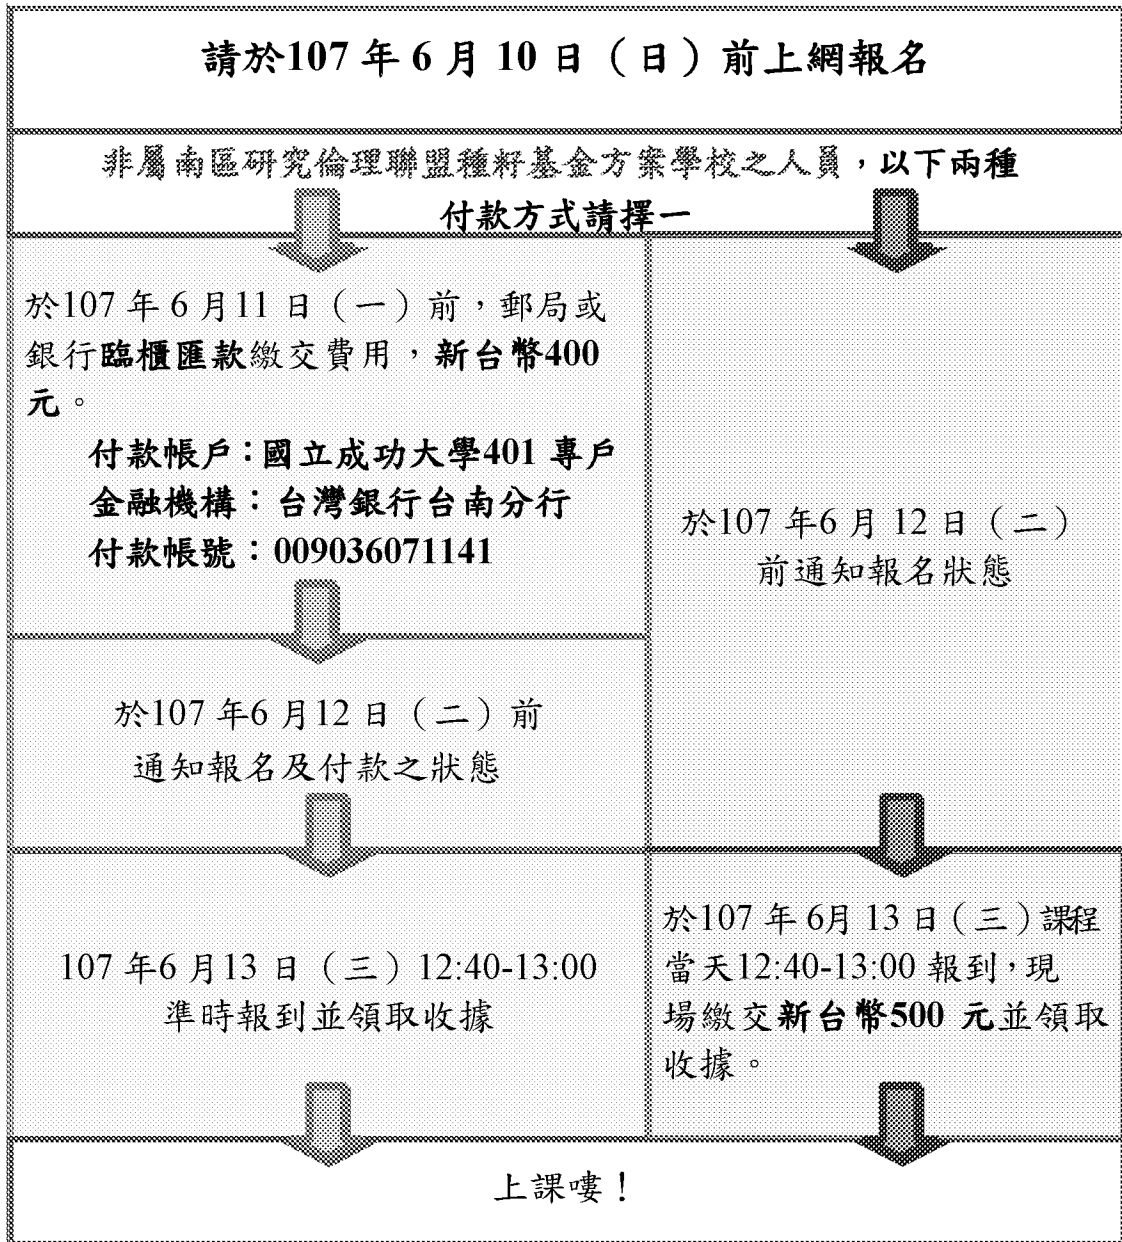 請於107 年 6 月 10 日（日）前上網報名
非屬南區研究倫理聯盟種籽基金方案學校之人員，以下兩種
付款方式請擇一
於107 年 6 月11 日（一）前，郵局或
銀行臨櫃匯款繳交費用，新台幣400
元。
付款帳戶：國立成功大學401 專戶
金融機構：台灣銀行台南分行
付款帳號：009036071141
於107 年6 月12 日（二）前
通知報名及付款之狀態
107 年6 月13 日（三）12:40-13:00
準時報到並領取收據
於107 年6 月 12 日（二）
前通知報名狀態
於107 年 6月 13 日（三）課程
當天12:40-13:00 報到，現
場繳交新台幣500 元並領取
收據。
上課嘍！